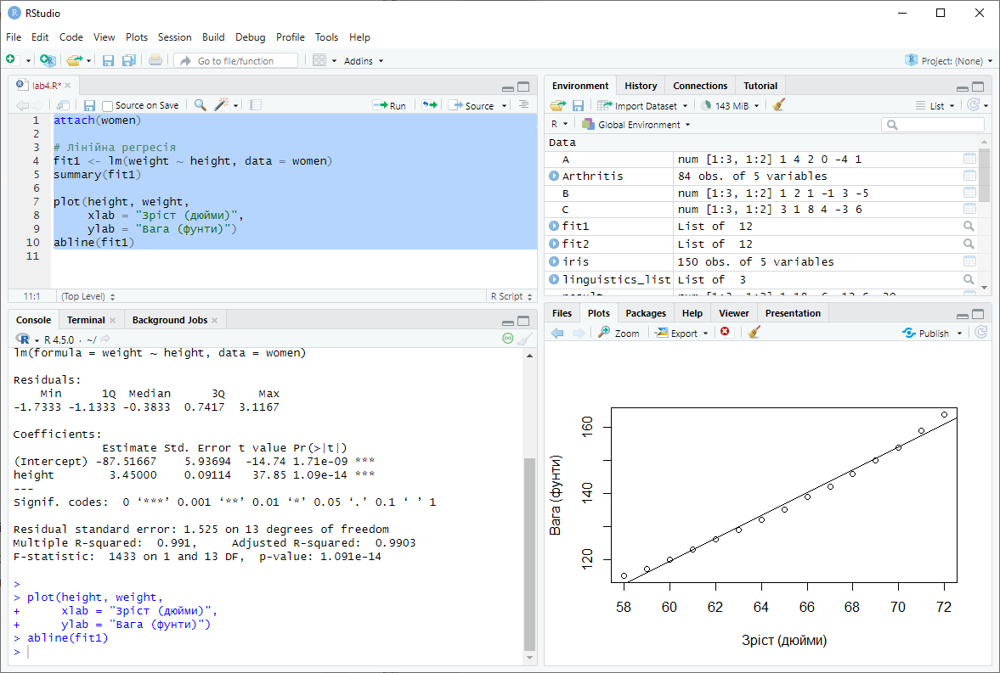 RStudio
File Edit Code View Plots Session Build Debug Profile Tools Help
Go to file/function Addins Project: (None)
lab4.R*
Source on Save Run Source
1 attach(women)
2
3 # Лінійна регресія
4 fit1 <- lm(weight ~ height, data = women)
5 summary(fit1)
6
7 plot(height, weight,
8 xlab = "Зріст (дюйми)",
9 ylab = "Вага (фунти)")
10 abline(fit1)
11
11:1 (Top Level) R Script
Console Terminal Background Jobs
R 4.5.0 · ~/
lm(formula = weight ~ height, data = women)
Residuals:
Min 1Q Median 3Q Max
-1.7333 -1.1333 -0.3833 0.7417 3.1167
Coefficients:
Estimate Std. Error t value Pr(>|t|)
(Intercept) -87.51667 5.93694 -14.74 1.71e-09 ***
height 3.45000 0.09114 37.85 1.09e-14 ***
---
Signif. codes: 0 ‘***’ 0.001 ‘**’ 0.01 ‘*’ 0.05 ‘.’ 0.1 ‘ ’ 1
Residual standard error: 1.525 on 13 degrees of freedom
Multiple R-squared: 0.991, Adjusted R-squared: 0.9903
F-statistic: 1433 on 1 and 13 DF, p-value: 1.091e-14
>
> plot(height, weight,
+ xlab = "Зріст (дюйми)",
+ ylab = "Вага (фунти)")
> abline(fit1)
>
Environment History Connections Tutorial
Import Dataset 143 MiB List
R Global Environment
Data
A num [1:3, 1:2] 1 4 2 0 -4 1
Arthritis 84 obs. of 5 variables
B num [1:3, 1:2] 1 2 1 -1 3 -5
C num [1:3, 1:2] 3 1 8 4 -3 6
fit1 List of 12
fit2 List of 12
iris 150 obs. of 5 variables
linguistics_list List of 3
Files Plots Packages Help Viewer Presentation
Zoom Export Publish
Вага (фунти)
160
140
120
58 60 62 64 66 68 70 72
Зріст (дюйми)